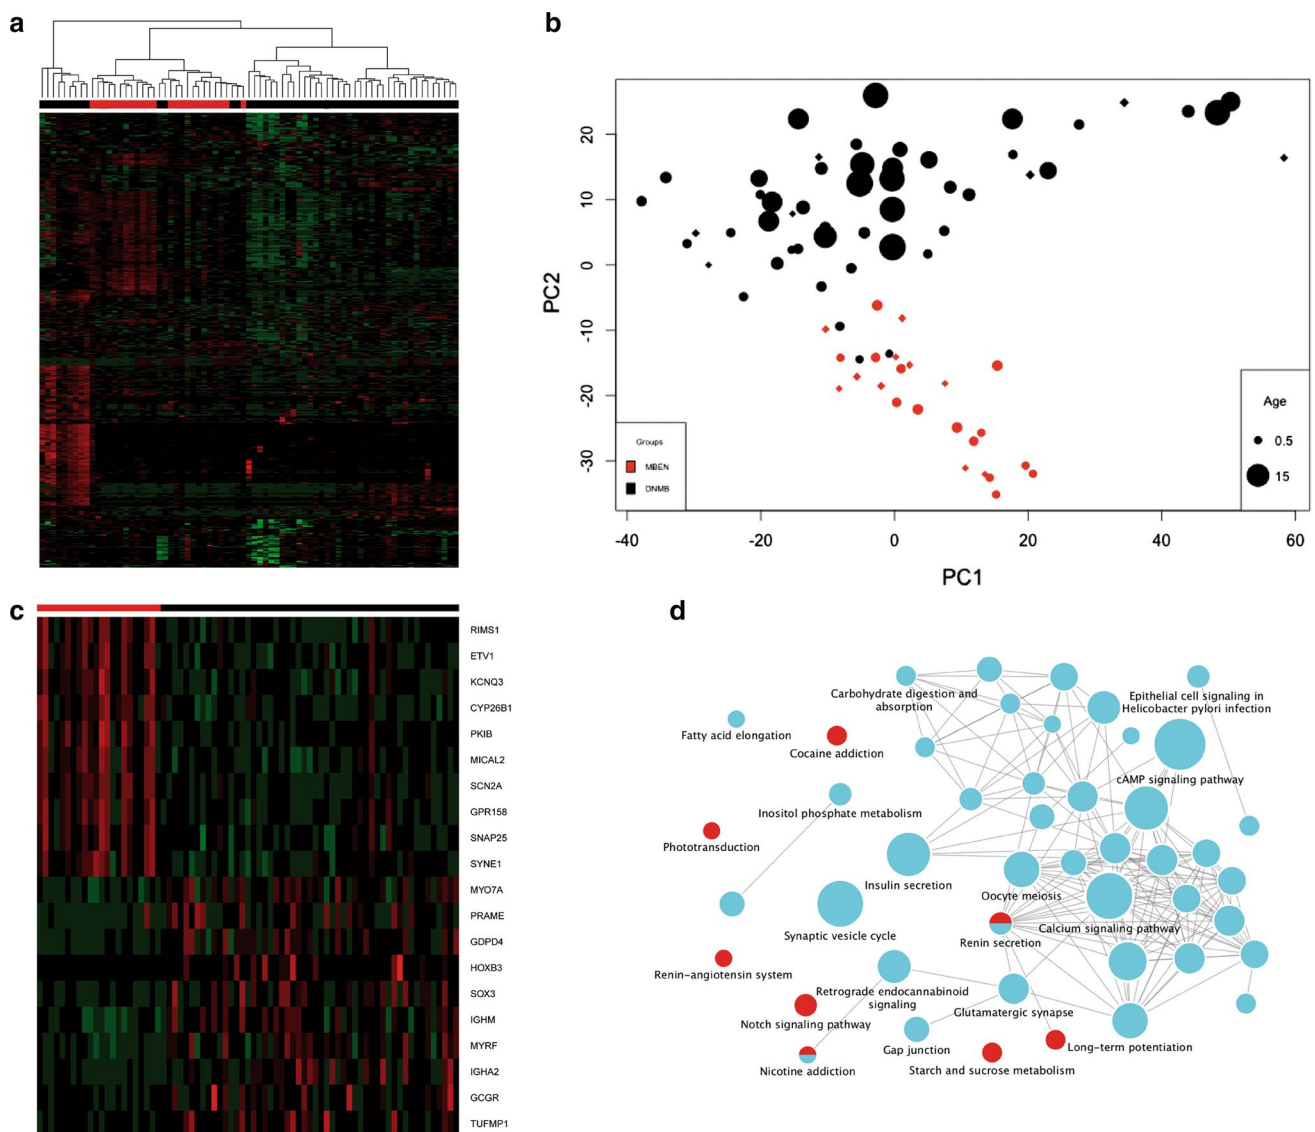 a
b
PC2
20
10
0
-10
-20
-30
Groups
MBEN
DNMB
Age
0.5
15
-40
-20
0
20
40
60
PC1
c
RIMS1
ETV1
KCNQ3
CYP26B1
PKIB
MICAL2
SCN2A
GPR158
SNAP25
SYNE1
MYO7A
PRAME
GDPD4
HOXB3
SOX3
IGHM
MYRF
IGHA2
GCGR
TUFMP1
d
Carbohydrate digestion and
absorption
Epithelial cell signaling in
Helicobacter pylori infection
Fatty acid elongation
Cocaine addiction
cAMP signaling pathway
Inositol phosphate metabolism
Phototransduction
Insulin secretion
Oocyte meiosis
Synaptic vesicle cycle
Calcium signaling pathway
Renin secretion
Renin-angiotensin system
Retrograde endocannabinoid
signaling
Glutamatergic synapse
Notch signaling pathway
Gap junction
Long-term potentiation
Nicotine addiction
Starch and sucrose metabolism